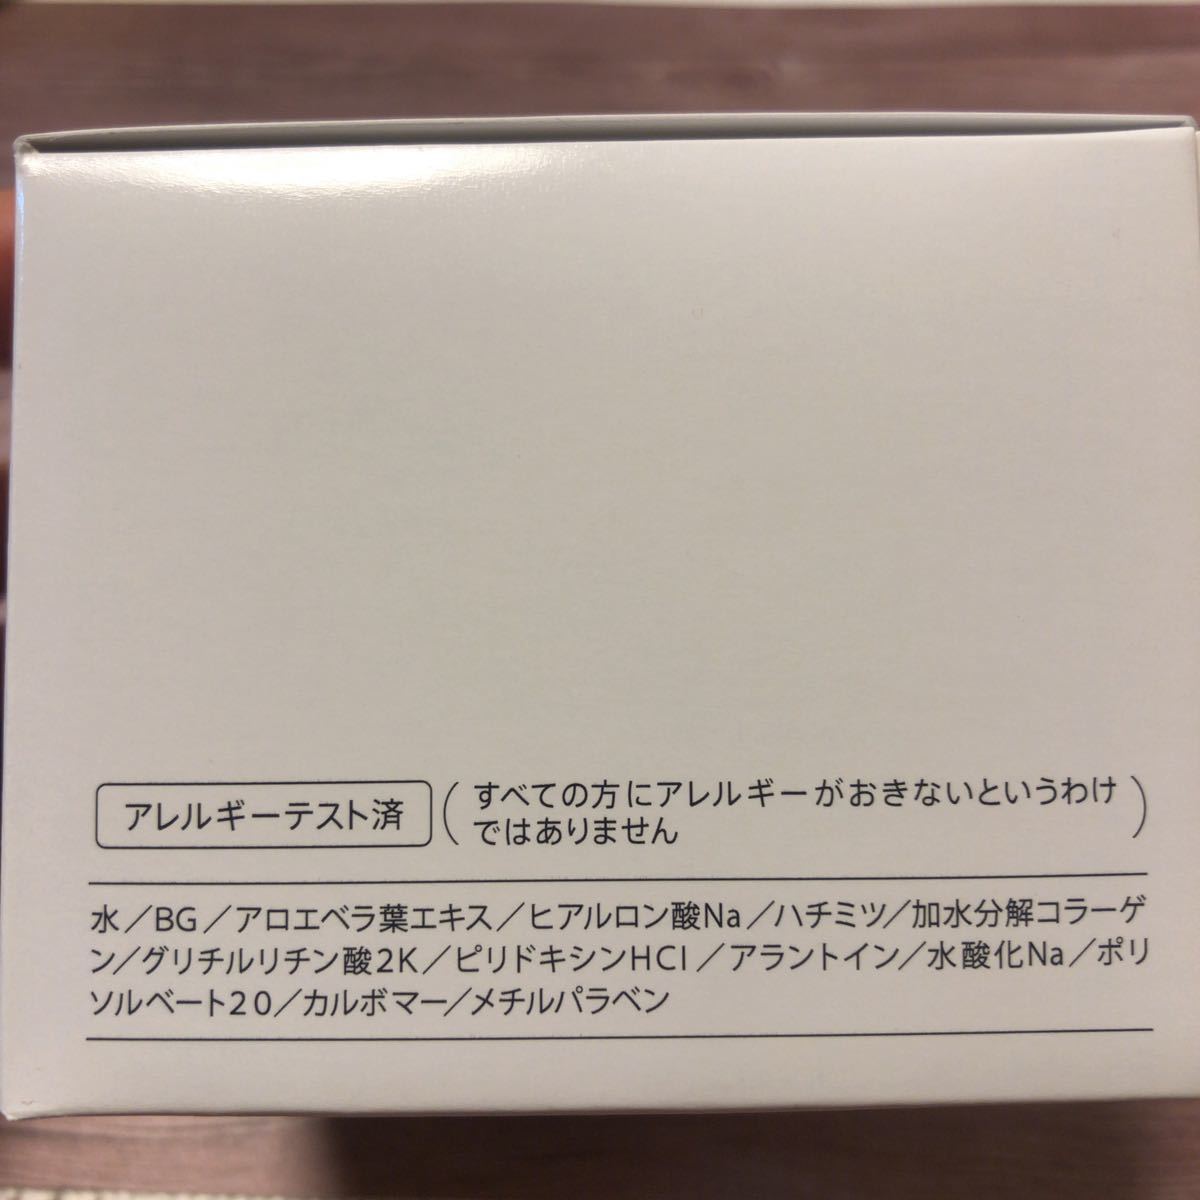 アレルギーテスト済
(すべての方にアレルギーがおきないというわけ
ではありません)
水／BG／アロエベラ葉エキス／ヒアルロン酸Na／ハチミツ／加水分解コラーゲ
ン／グリチルリチン酸2K／ピリドキシンHCl／アラントイン／水酸化Na／ポリ
ソルベート20／カルボマー／メチルパラベン